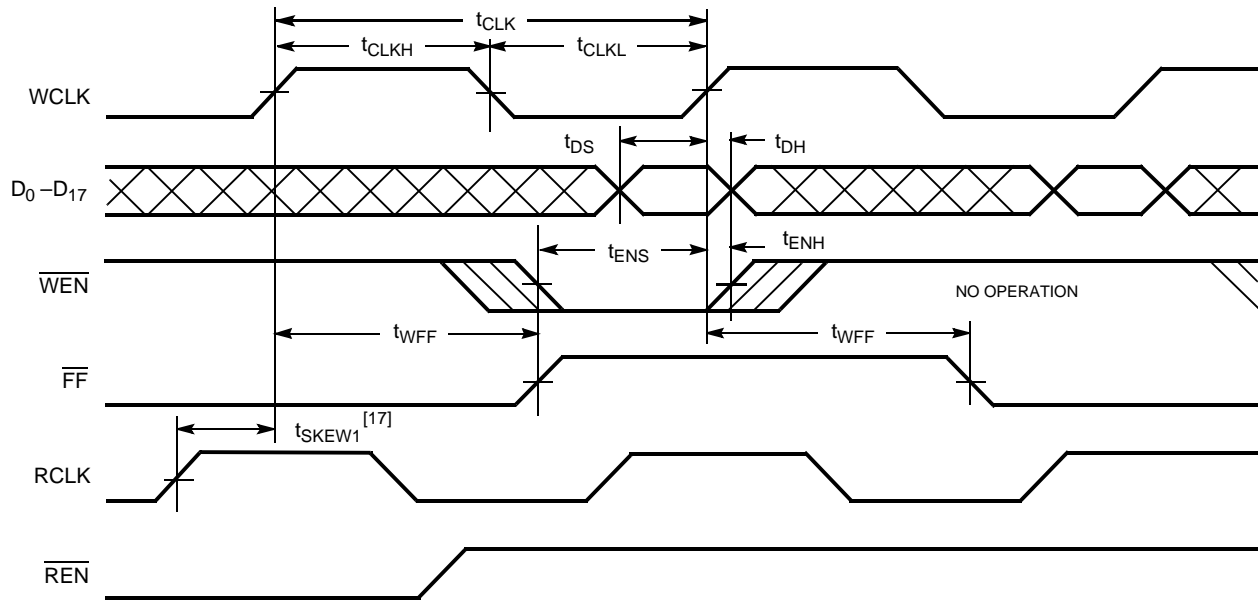 tCLK
tCLKH
tCLKL
WCLK
tDS
tDH
D0 –D17
tENS
tENH
WEN
NO OPERATION
tWFF
tWFF
FF
tSKEW1 [17]
RCLK
REN